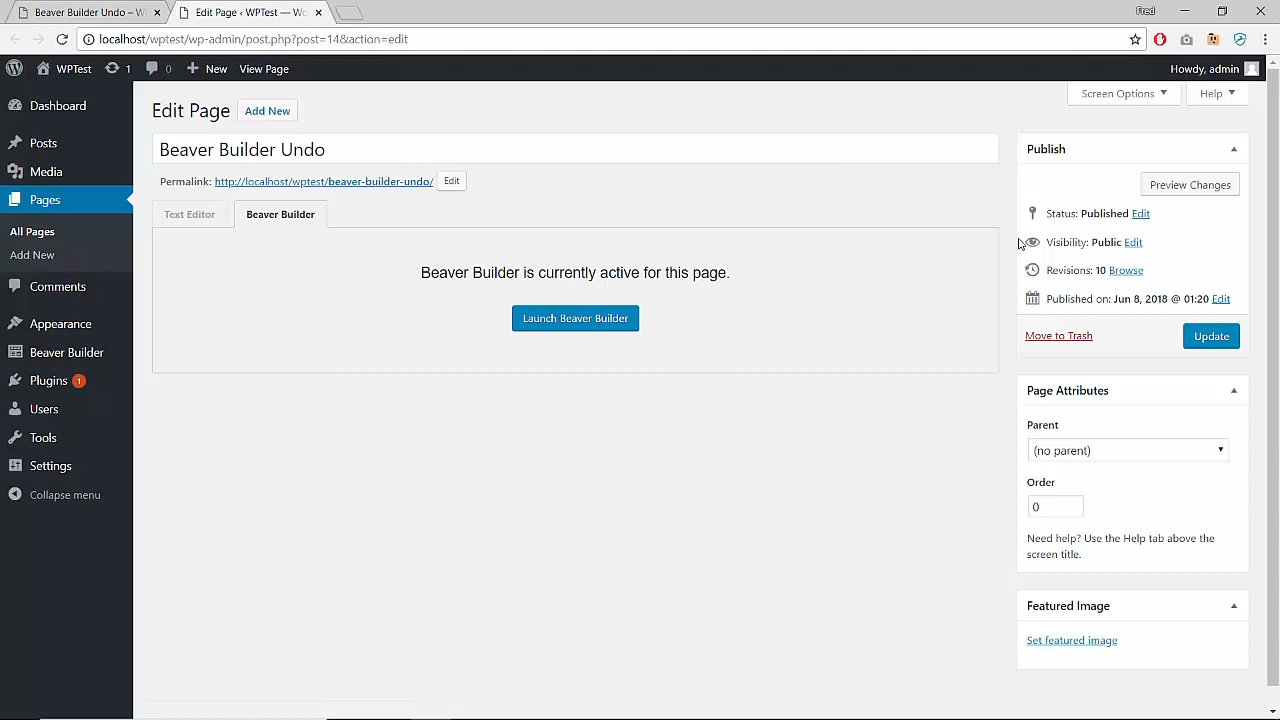 Beaver Builder Undo – W
Edit Page ‹ WPTest — Wo
Fred
localhost/wptest/wp-admin/post.php?post=14&action=edit
WPTest
1
0
New
View Page
Howdy, admin
Dashboard
Posts
Media
Pages
All Pages
Add New
Comments
Appearance
Beaver Builder
Plugins 1
Users
Tools
Settings
Collapse menu
Screen Options
Help
Edit Page
Add New
Beaver Builder Undo
Permalink: http://localhost/wptest/beaver-builder-undo/ Edit
Text Editor
Beaver Builder
Beaver Builder is currently active for this page.
Launch Beaver Builder
Publish
Preview Changes
Status: Published Edit
Visibility: Public Edit
Revisions: 10 Browse
Published on: Jun 8, 2018 @ 01:20 Edit
Move to Trash
Update
Page Attributes
Parent
(no parent)
Order
0
Need help? Use the Help tab above the
screen title.
Featured Image
Set featured image